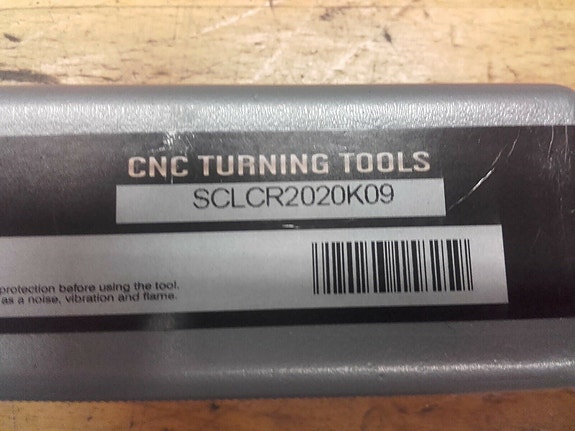 CNC TURNING TOOLS
SCLCR2020K09
protection before using the tool.
as a noise, vibration and flame.